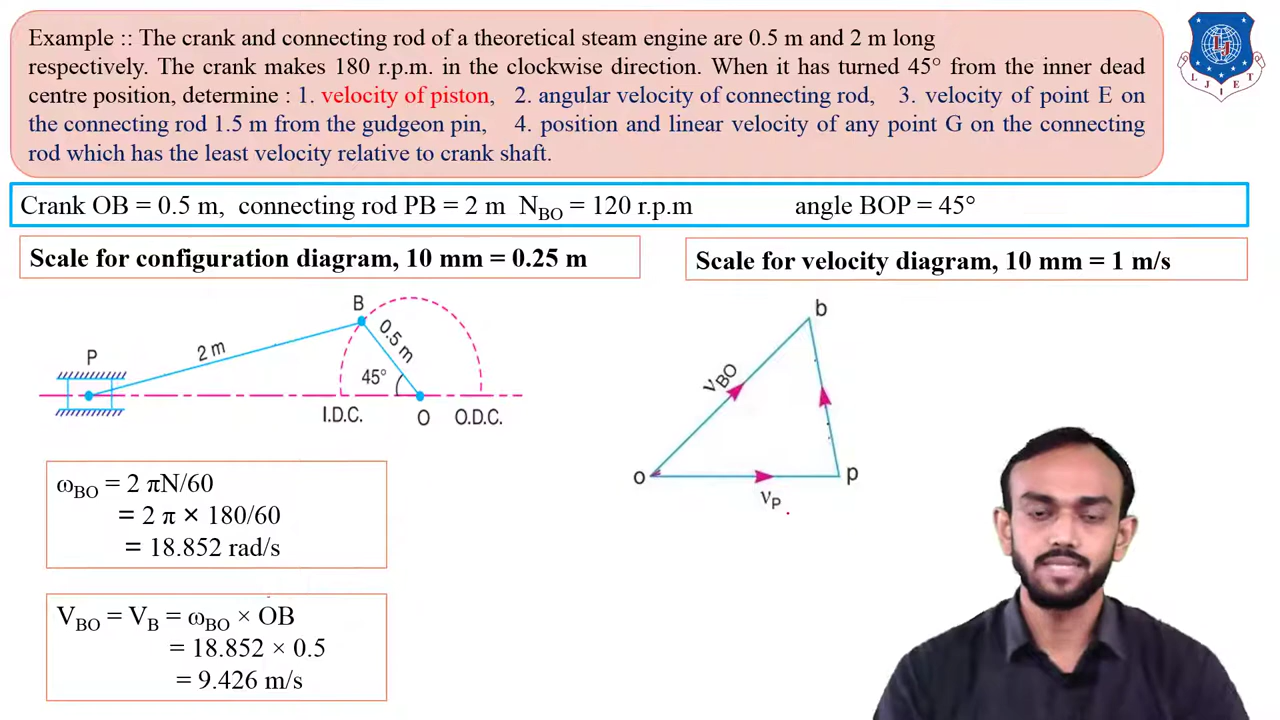 Example :: The crank and connecting rod of a theoretical steam engine are 0.5 m and 2 m long
respectively. The crank makes 180 r.p.m. in the clockwise direction. When it has turned 45° from the inner dead
centre position, determine : 1. velocity of piston, 2. angular velocity of connecting rod, 3. velocity of point E on
the connecting rod 1.5 m from the gudgeon pin, 4. position and linear velocity of any point G on the connecting
rod which has the least velocity relative to crank shaft.
LJIET
Crank OB = 0.5 m, connecting rod PB = 2 m N_BO = 120 r.p.m angle BOP = 45°
Scale for configuration diagram, 10 mm = 0.25 m
Scale for velocity diagram, 10 mm = 1 m/s
B
2 m
0.5 m
P
45°
I.D.C.
O
O.D.C.
b
v_BO
o
p
v_P
ω_BO = 2 πN/60
= 2 π × 180/60
= 18.852 rad/s
V_BO = V_B = ω_BO × OB
= 18.852 × 0.5
= 9.426 m/s